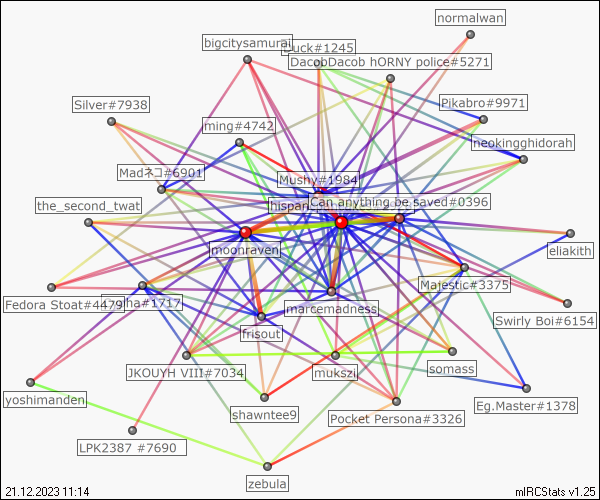 normalwan
bigcitysamurai
Duck#1245
DacobDacob hORNY police#5271
Silver#7938
Pikabro#9971
ming#4742
neokingghidorah
Madネコ#6901
Mushy#1984
the_second_twat
hispan
Can anything be saved#0396
moonraven
eliakith
Majestic#3375
Fedora Stoat#4479
#1717
marcemadness
Swirly Boi#6154
frisout
JKOUYH VIII#7034
mukszi
somass
yoshimanden
shawntee9
Pocket Persona#3326
Eg.Master#1378
LPK2387 #7690
zebula
21.12.2023 11:14
mIRCStats v1.25